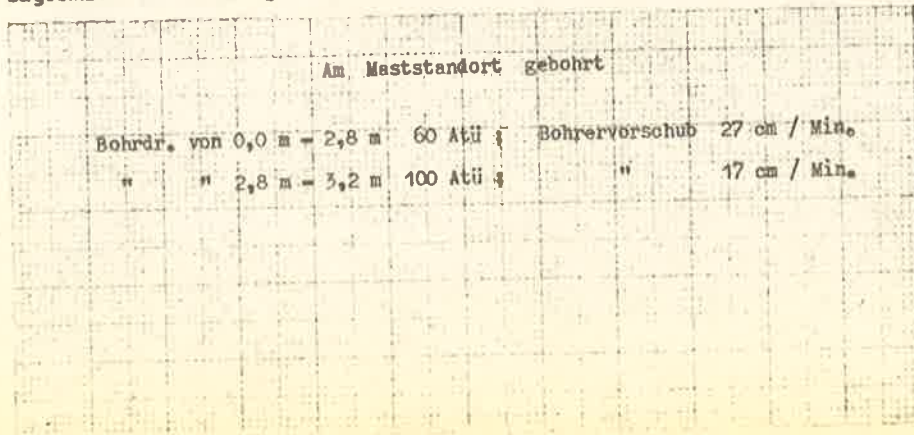 Am Maststandort gebohrt
Bohrdr. von 0,0 m - 2,8 m 60 Atü ; Bohrervorschub 27 cm / Min.
" " 2,8 m - 3,2 m 100 Atü ; " 17 cm / Min.